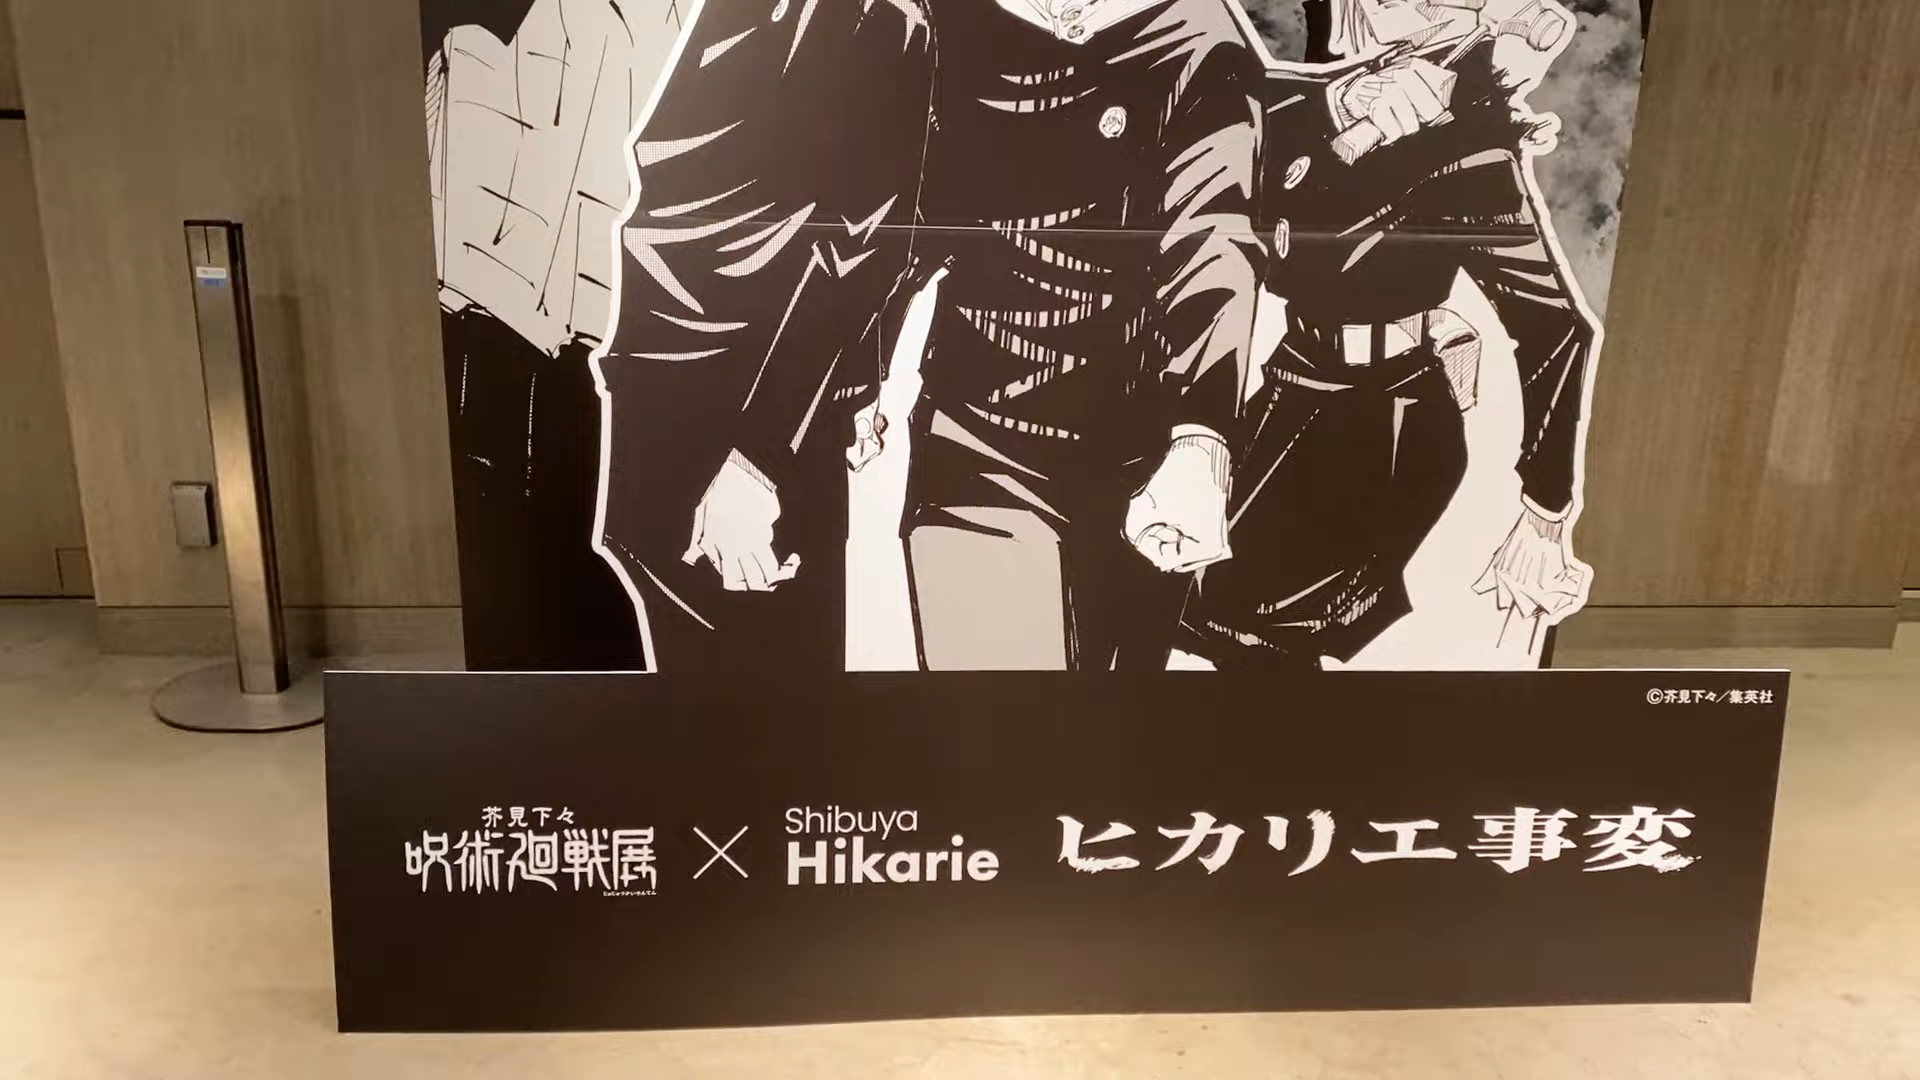 ©芥見下々／集英社
芥見下々
呪術廻戦展
じゅじゅつかいせんてん
×
Shibuya
Hikarie
ヒカリエ事変